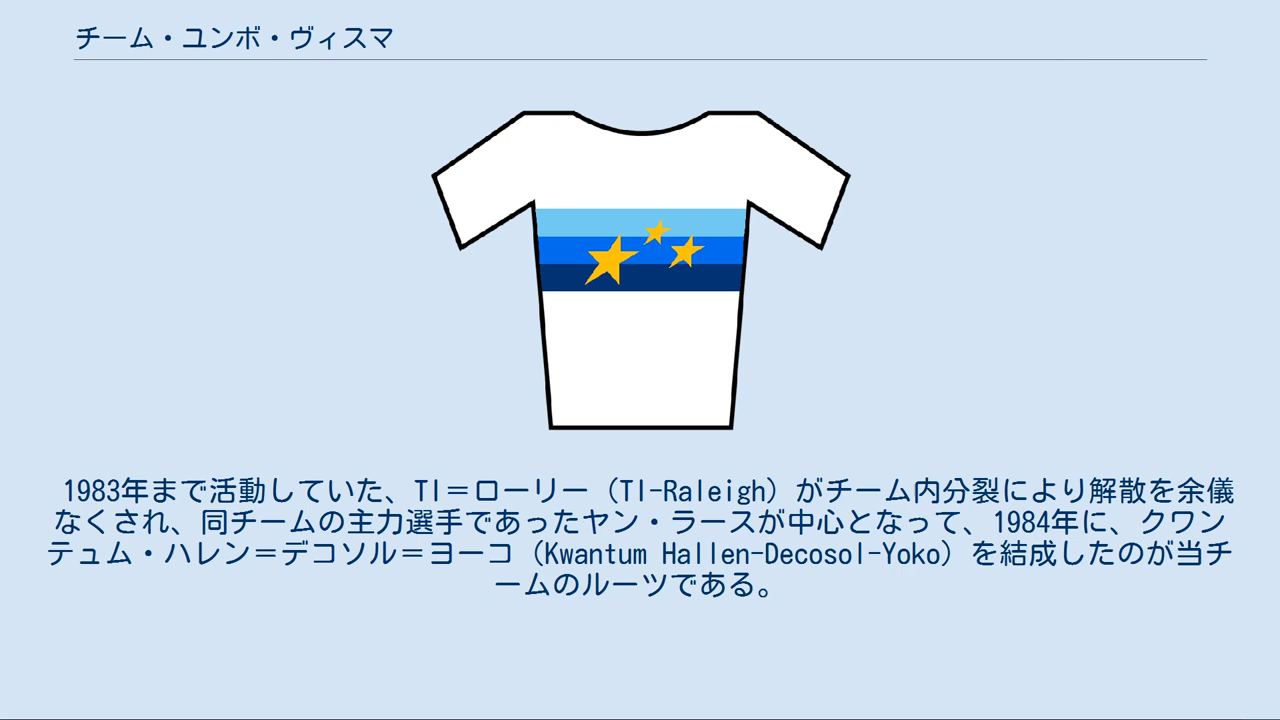 チーム・ユンボ・ヴィスマ
1983年まで活動していた、TI＝ローリー（TI-Raleigh）がチーム内分裂により解散を余儀
なくされ、同チームの主力選手であったヤン・ラースが中心となって、1984年に、クワン
テュム・ハレン＝デコソル＝ヨーコ（Kwantum Hallen-Decosol-Yoko）を結成したのが当チ
ームのルーツである。